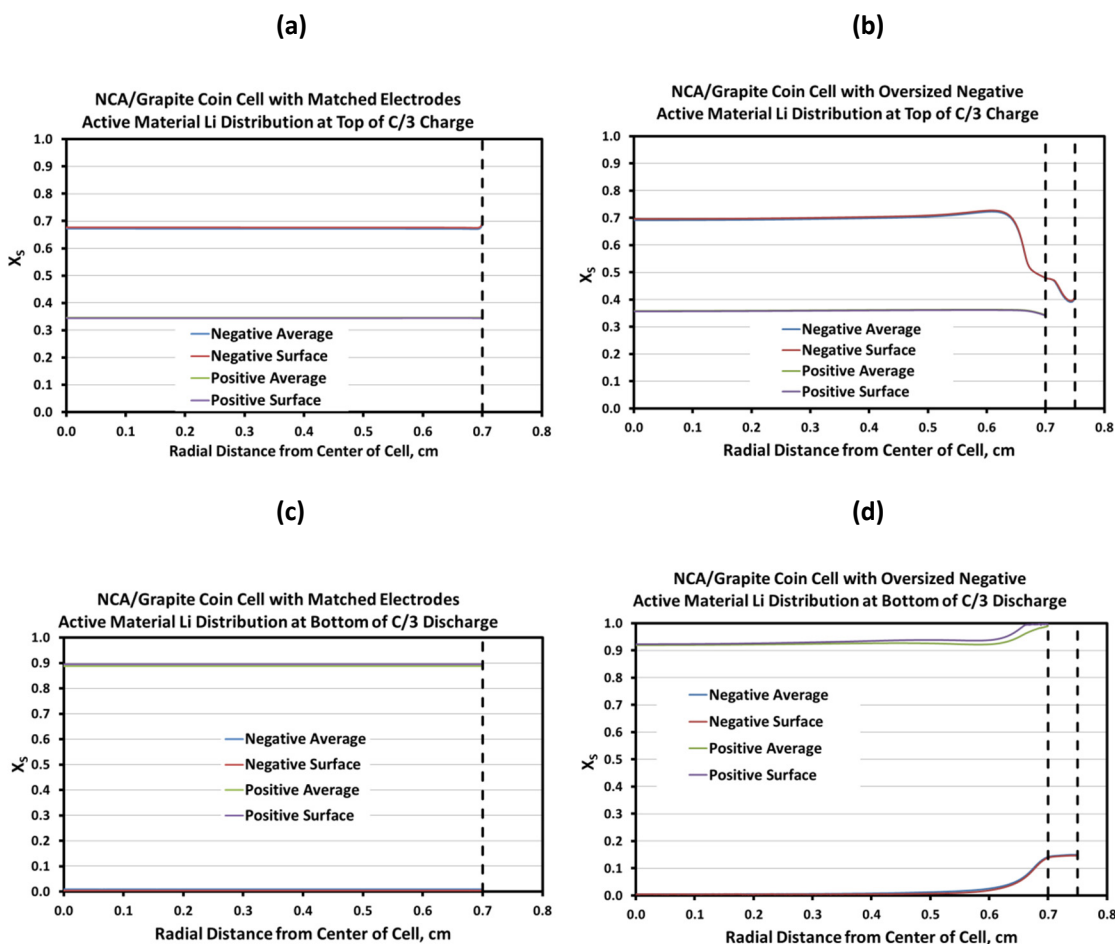 (a)
NCA/Grapite Coin Cell with Matched Electrodes
Active Material Li Distribution at Top of C/3 Charge
1.0
0.9
0.8
0.7
0.6
0.5
0.4
0.3
0.2
0.1
0.0
Xs
Negative Average
Negative Surface
Positive Average
Positive Surface
0.0 0.1 0.2 0.3 0.4 0.5 0.6 0.7 0.8
Radial Distance from Center of Cell, cm
(b)
NCA/Grapite Coin Cell with Oversized Negative
Active Material Li Distribution at Top of C/3 Charge
1.0
0.9
0.8
0.7
0.6
0.5
0.4
0.3
0.2
0.1
0.0
Xs
Negative Average
Negative Surface
Positive Average
Positive Surface
0.0 0.1 0.2 0.3 0.4 0.5 0.6 0.7 0.8
Radial Distance from Center of Cell, cm
(c)
NCA/Grapite Coin Cell with Matched Electrodes
Active Material Li Distribution at Bottom of C/3 Discharge
1.0
0.9
0.8
0.7
0.6
0.5
0.4
0.3
0.2
0.1
0.0
Xs
Negative Average
Negative Surface
Positive Average
Positive Surface
0.0 0.1 0.2 0.3 0.4 0.5 0.6 0.7 0.8
Radial Distance from Center of Cell, cm
(d)
NCA/Grapite Coin Cell with Oversized Negative
Active Material Li Distribution at Bottom of C/3 Discharge
1.0
0.9
0.8
0.7
0.6
0.5
0.4
0.3
0.2
0.1
0.0
Xs
Negative Average
Negative Surface
Positive Average
Positive Surface
0.0 0.1 0.2 0.3 0.4 0.5 0.6 0.7 0.8
Radial Distance from Center of Cell, cm